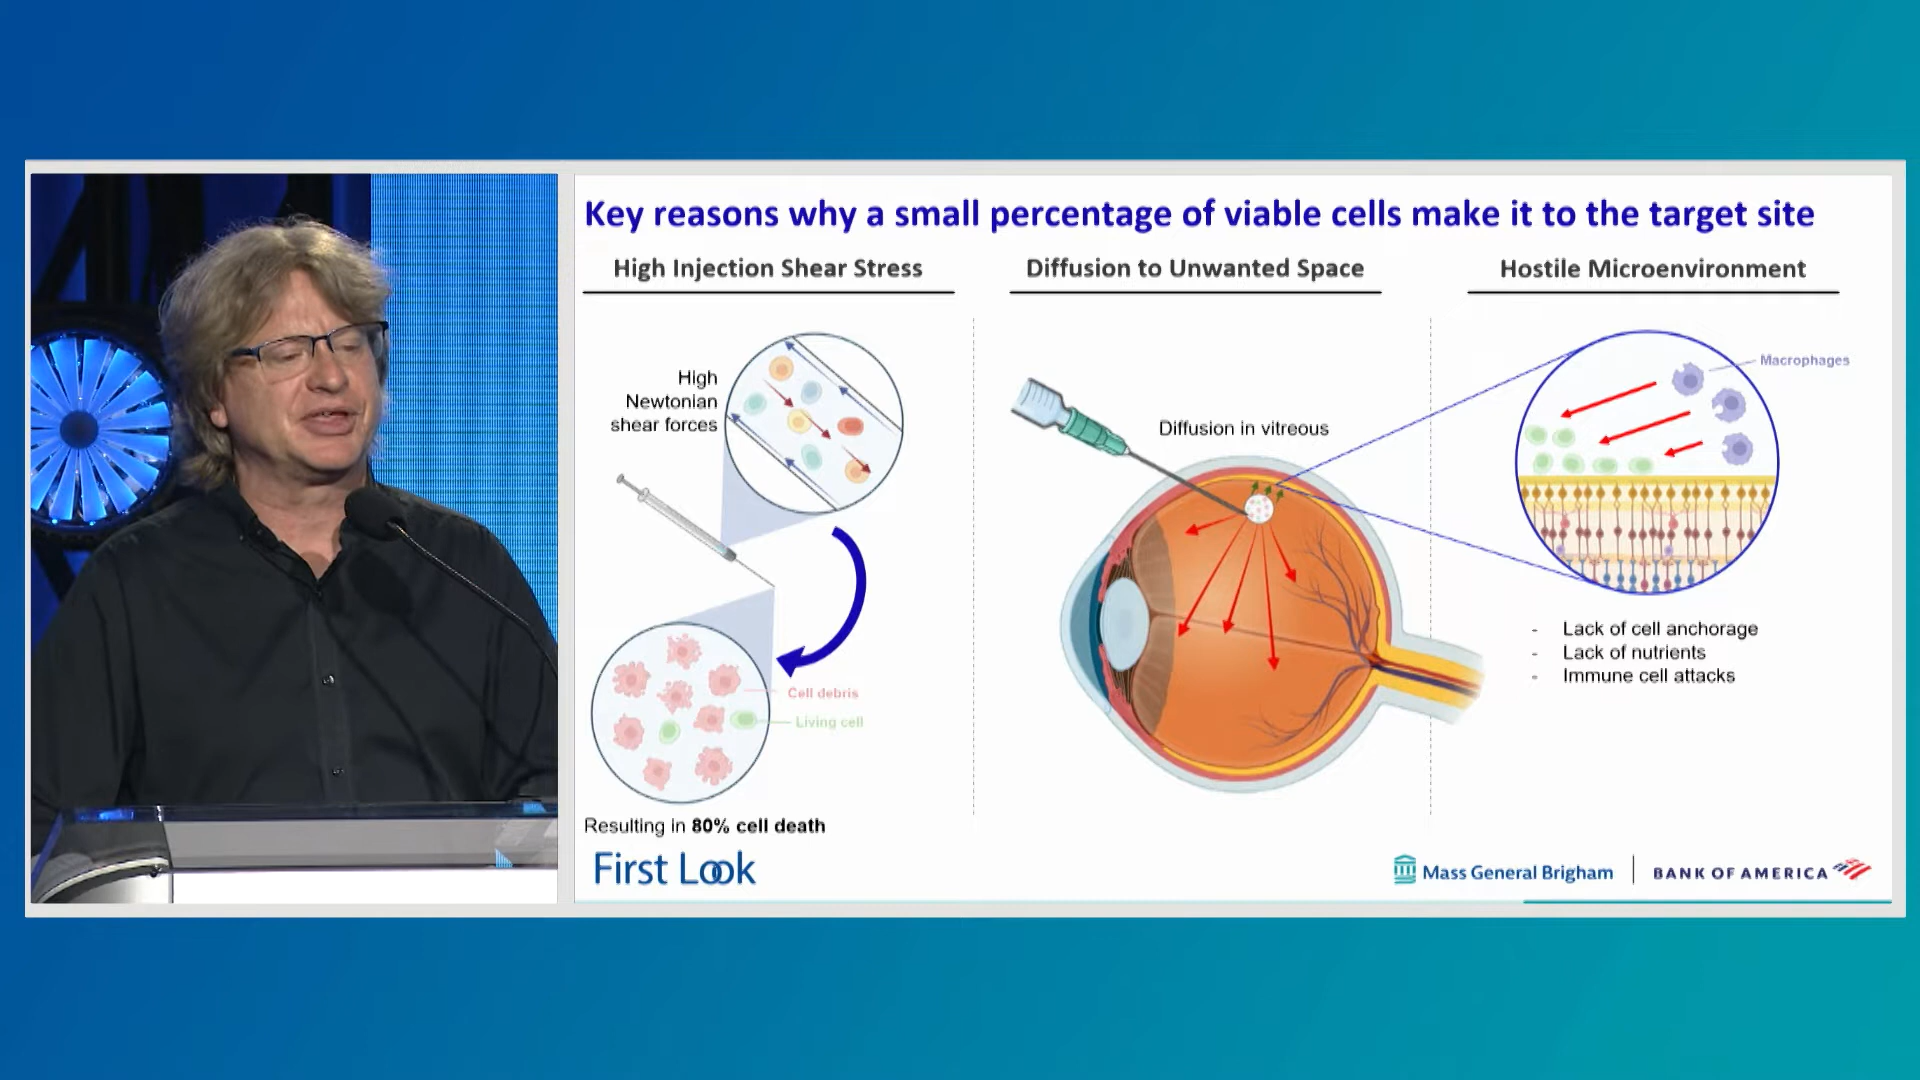 Key reasons why a small percentage of viable cells make it to the target site
High Injection Shear Stress
High
Newtonian
shear forces
Cell debris
Living cell
Resulting in 80% cell death
Diffusion to Unwanted Space
Diffusion in vitreous
Hostile Microenvironment
Macrophages
- Lack of cell anchorage
- Lack of nutrients
- Immune cell attacks
First Look
Mass General Brigham
BANK OF AMERICA